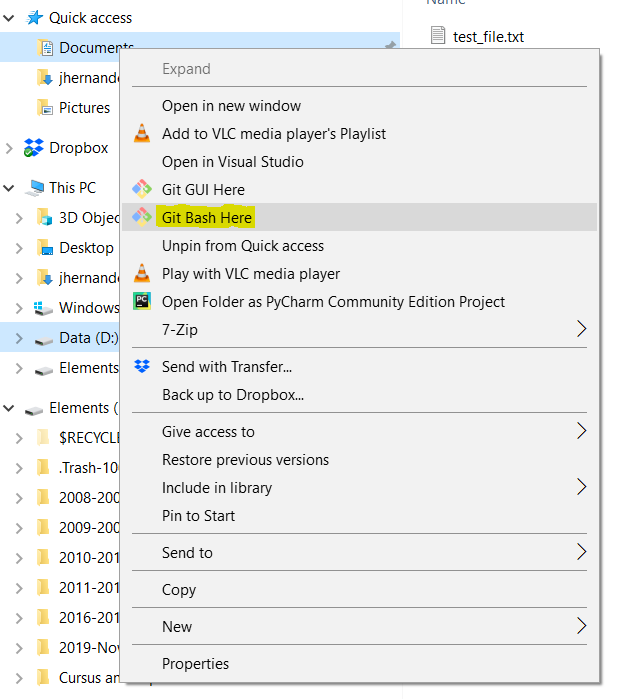 Name
Quick access
Documents
jhernande
Pictures
Dropbox
This PC
3D Objec
Desktop
jhernande
Windows
Data (D:)
Elements
Elements (
$RECYCLE
.Trash-100
2008-200
2009-200
2010-201
2011-201
2016-201
2019-Nov
Cursus an
test_file.txt
Expand
Open in new window
Add to VLC media player's Playlist
Open in Visual Studio
Git GUI Here
Git Bash Here
Unpin from Quick access
Play with VLC media player
PC
Open Folder as PyCharm Community Edition Project
7-Zip
Send with Transfer...
Back up to Dropbox...
Give access to
Restore previous versions
Include in library
Pin to Start
Send to
Copy
New
Properties